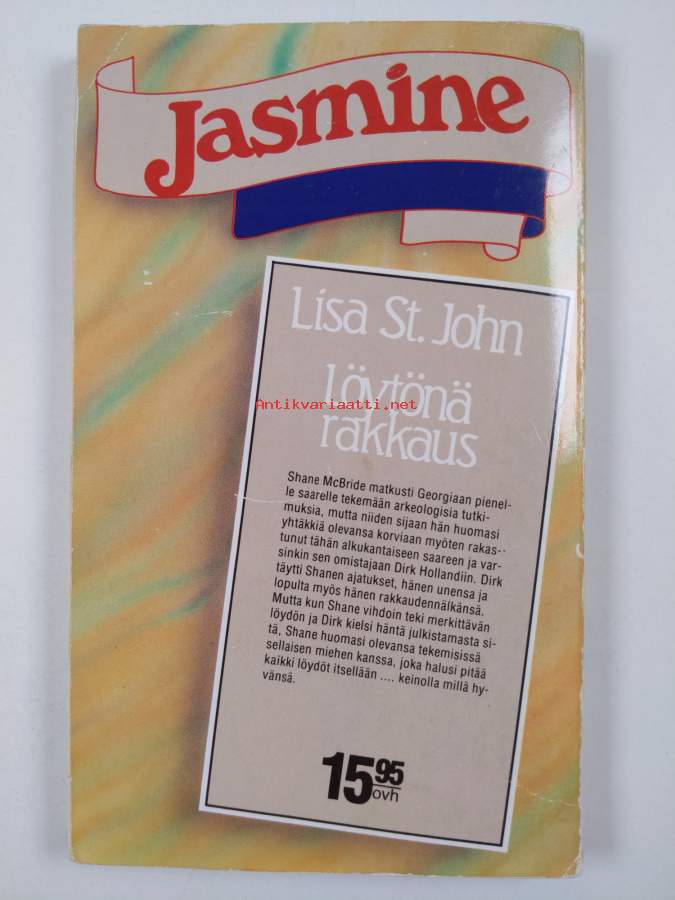 Jasmine
Lisa St. John
Löytönä
Antikvariaatti.net
rakkaus
Shane McBride matkusti Georgiaan pienel-
le saarelle tekemään arkeologisia tutki-
muksia, mutta niiden sijaan hän huomasi
yhtäkkiä olevansa korviaan myöten rakas-
tunut tähän alkukantaiseen saareen ja var-
sinkin sen omistajaan Dirk Hollandiin. Dirk
täytti Shanen ajatukset, hänen unensa ja
lopulta myös hänen rakkaudennälkänsä.
Mutta kun Shane vihdoin teki merkittävän
löydön ja Dirk kielsi häntä julkistamasta si-
tä, Shane huomasi olevansa tekemisissä
sellaisen miehen kanssa, joka halusi pitää
kaikki löydöt itsellään .... keinolla millä hy-
vänsä.
15 95
ovh